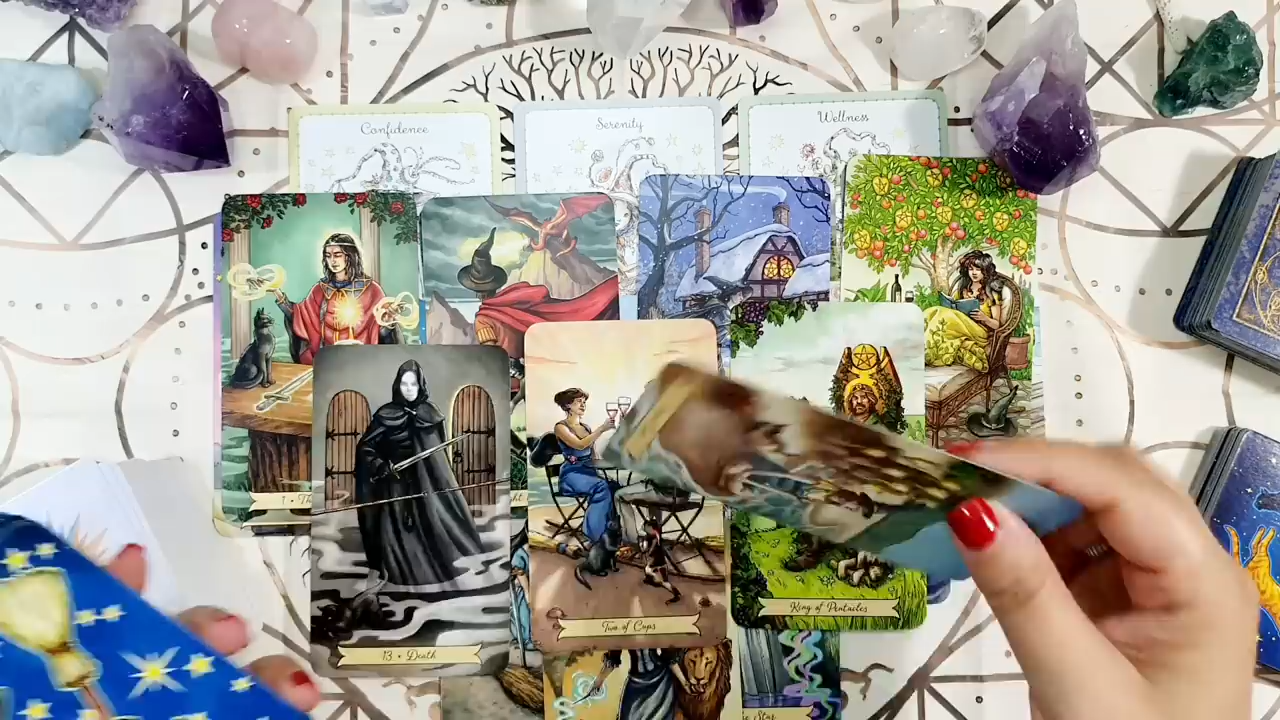 Confidence
Serenity
Wellness
King of Pentacles
Two of Cups
13 • Death